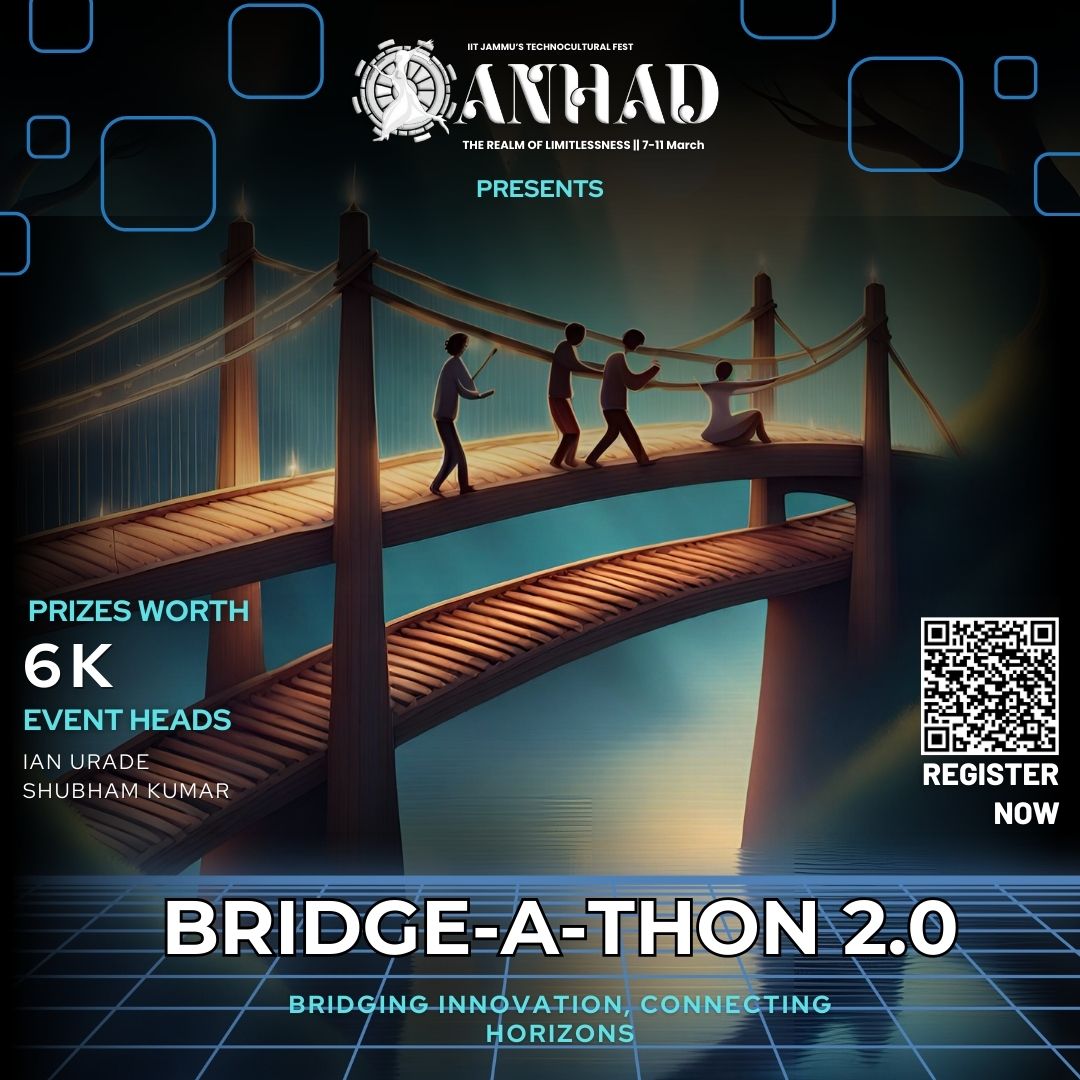 IIT JAMMU'S TECHNOCULTURAL FEST
ANHAD
THE REALM OF LIMITLESSNESS || 7-11 March
PRESENTS
PRIZES WORTH
6K
EVENT HEADS
IAN URADE
SHUBHAM KUMAR
REGISTER
NOW
BRIDGE-A-THON 2.0
BRIDGING INNOVATION, CONNECTING
HORIZONS